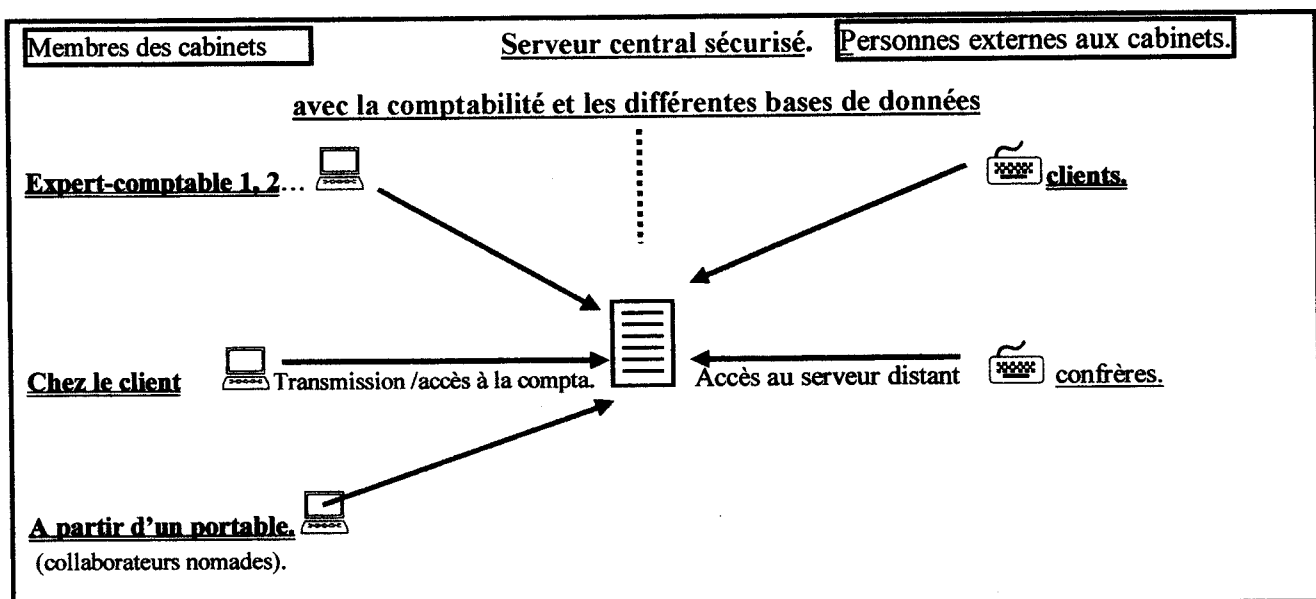 Membres des cabinets
Serveur central sécurisé.
Personnes externes aux cabinets.
avec la comptabilité et les différentes bases de données
Expert-comptable 1, 2…
clients.
Chez le client
Transmission /accès à la compta.
Accès au serveur distant
confrères.
A partir d’un portable.
(collaborateurs nomades).